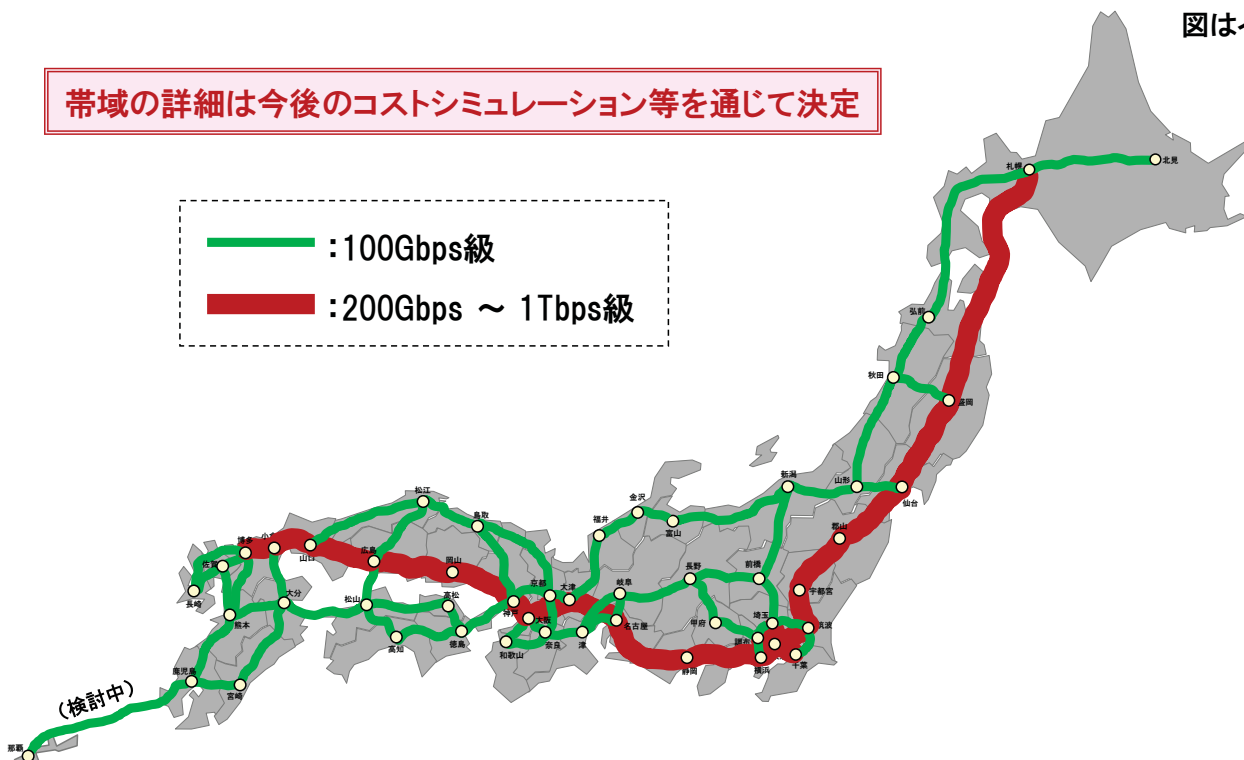 図はイ
帯域の詳細は今後のコストシミュレーション等を通じて決定
:100Gbps級
:200Gbps ～ 1Tbps級
札幌
北見
弘前
秋田
盛岡
新潟
山形
仙台
松江
金沢
鳥取
福井
富山
郡山
博多
小倉
山口
広島
岡山
佐賀
京都
大津
岐阜
長野
前橋
宇都宮
長崎
大分
松山
高松
神戸
大阪
名古屋
甲府
埼玉
筑波
熊本
高知
徳島
和歌山
奈良
津
調布
静岡
横浜
千葉
鹿児島
宮崎
(検討中)
那覇